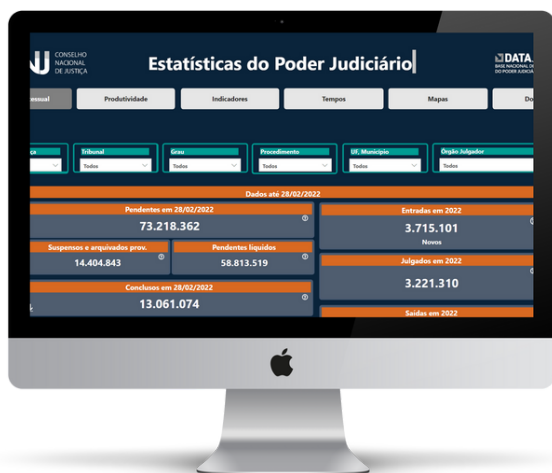 CONSELHO
NACIONAL
DE JUSTIÇA
Estatísticas do Poder Judiciário
DATA
BASE NACIONAL DE
DO PODER JUDICIÁ
essual
Produtividade
Indicadores
Tempos
Mapas
Do
ça
Tribunal
Todos
Grau
Todos
Procedimento
Todos
UF, Município
Todos
Órgão Julgador
Todos
Dados até 28/02/2022
Pendentes em 28/02/2022
73.218.362
Suspensos e arquivados prov.
14.404.843
Pendentes líquidos
58.813.519
Conclusos em 28/02/2022
13.061.074
Entradas em 2022
3.715.101
Novos
Julgados em 2022
3.221.310
Saídas em 2022